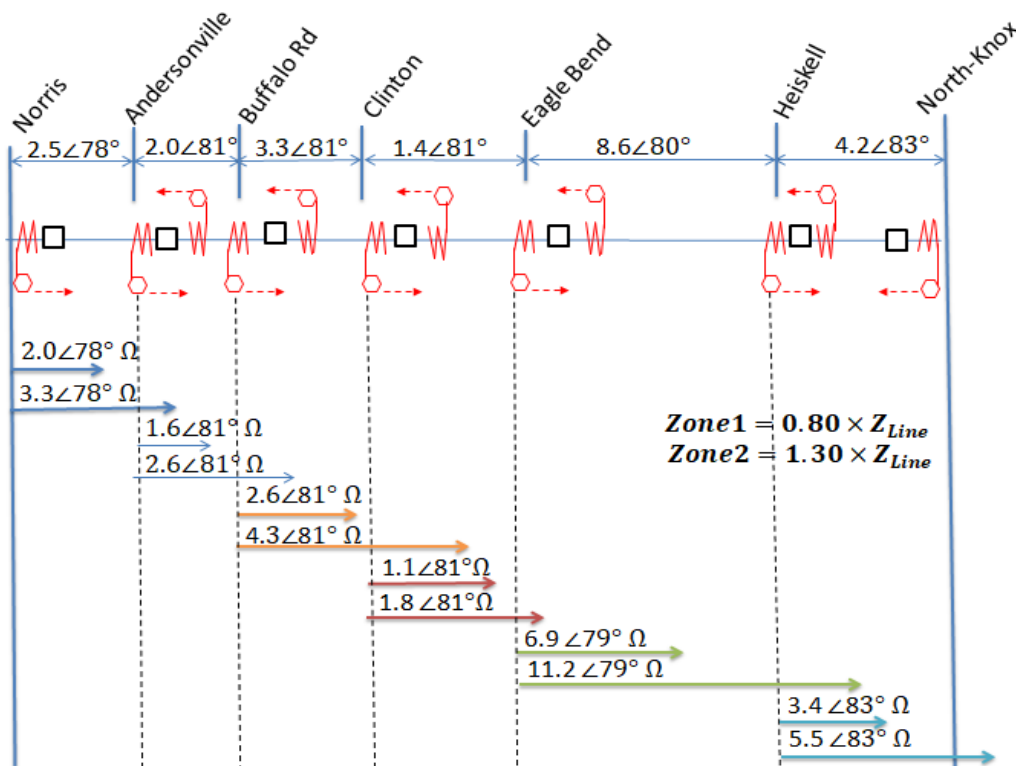 Norris
Andersonville
Buffalo Rd
Clinton
Eagle Bend
Heiskell
North-Knox
2.5∠78°
2.0∠81°
3.3∠81°
1.4∠81°
8.6∠80°
4.2∠83°
2.0∠78° Ω
3.3∠78° Ω
1.6∠81° Ω
2.6∠81° Ω
Zone1 = 0.80 × Z_Line
Zone2 = 1.30 × Z_Line
2.6∠81° Ω
4.3∠81° Ω
1.1∠81°Ω
1.8 ∠81°Ω
6.9 ∠79° Ω
11.2 ∠79° Ω
3.4 ∠83° Ω
5.5 ∠83° Ω